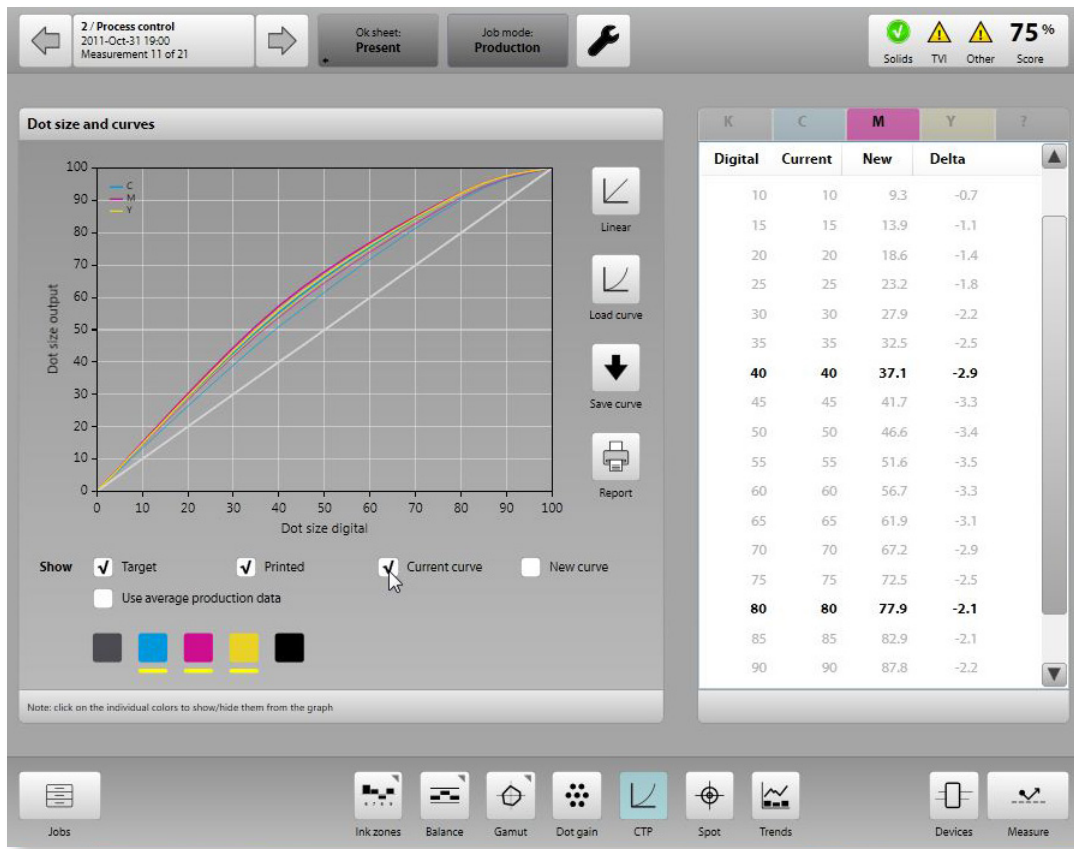 2 / Process control
2011-Oct-31 19:00
Measurement 11 of 21
Ok sheet:
Present
Job mode:
Production
75 %
Solids TVI Other Score
Dot size and curves
K C M Y ?
Digital Current New Delta
10 10 9.3 -0.7
15 15 13.9 -1.1
20 20 18.6 -1.4
25 25 23.2 -1.8
30 30 27.9 -2.2
35 35 32.5 -2.5
40 40 37.1 -2.9
45 45 41.7 -3.3
50 50 46.6 -3.4
55 55 51.6 -3.5
60 60 56.7 -3.3
65 65 61.9 -3.1
70 70 67.2 -2.9
75 75 72.5 -2.5
80 80 77.9 -2.1
85 85 82.9 -2.1
90 90 87.8 -2.2
C
M
Y
100
90
80
70
60
50
40
30
20
10
0
Dot size output
0 10 20 30 40 50 60 70 80 90 100
Dot size digital
Linear
Load curve
Save curve
Report
Show Target Printed Current curve New curve
Use average production data
Note: click on the individual colors to show/hide them from the graph
Jobs Ink zones Balance Gamut Dot gain CTP Spot Trends Devices Measure